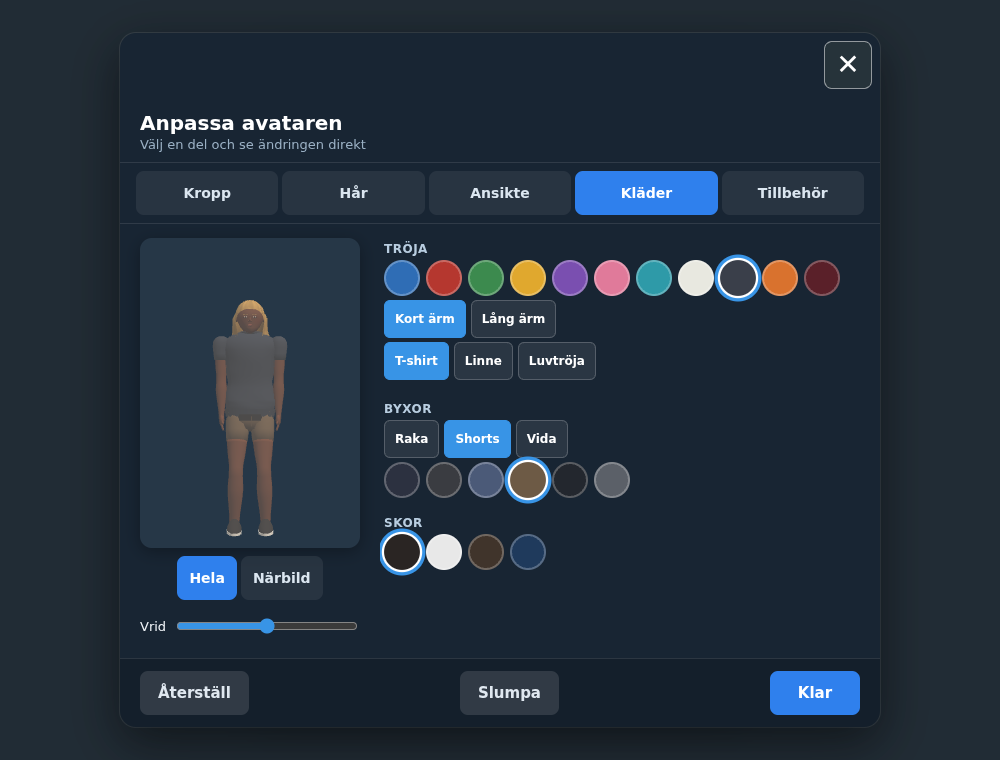 Anpassa avataren
Välj en del och se ändringen direkt
Kropp
Hår
Ansikte
Kläder
Tillbehör
TRÖJA
Kort ärm
Lång ärm
T-shirt
Linne
Luvtröja
BYXOR
Raka
Shorts
Vida
SKOR
Hela
Närbild
Vrid
Återställ
Slumpa
Klar